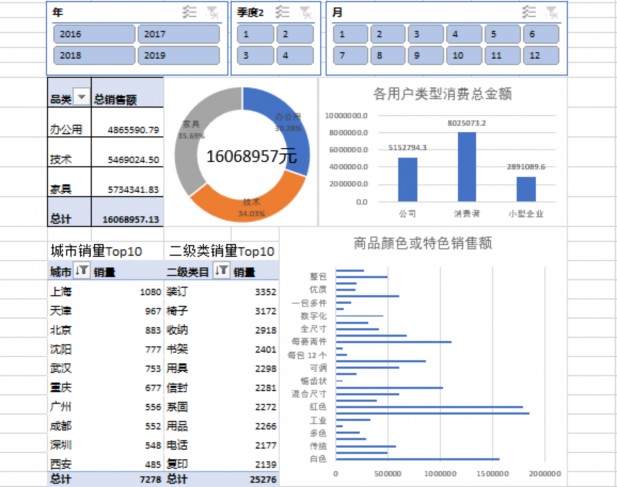 年
2016 2017
2018 2019
季度2
1 2
3 4
月
1 2 3 4 5 6
7 8 9 10 11 12
品类 总销售额
办公用 4865590.79
技术 5469024.50
家具 5734341.83
总计 16068957.13
家具
35.69%
办公用
30.28%
16068957元
技术
34.03%
各用户类型消费总金额
10000000.0
8000000.0
6000000.0
4000000.0
2000000.0
0.0
5152794.3
8025073.2
2891089.6
公司 消费者 小型企业
城市销量Top10 二级类销量Top10
城市 销量 二级类目 销量
上海 1080 装订 3352
天津 967 椅子 3172
北京 883 收纳 2918
沈阳 777 书架 2401
武汉 753 用具 2298
重庆 677 信封 2281
广州 556 系固 2272
成都 552 用品 2266
深圳 548 电话 2177
西安 485 复印 2139
总计 7278 总计 25276
商品颜色或特色销售额
整包
优质
一包多件
数字化
全尺寸
每套两件
每包 12 个
可调
锯齿状
混合尺寸
红色
工业
多色
传统
白色
0 500000 1000000 1500000 2000000